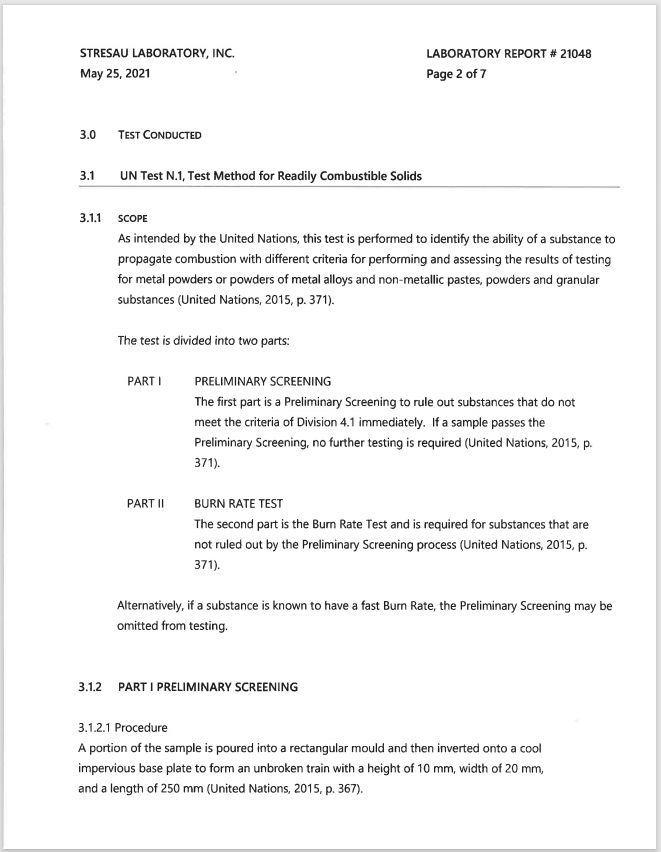 STRESAU LABORATORY, INC.
LABORATORY REPORT # 21048
May 25, 2021
Page 2 of 7
3.0 TEST CONDUCTED
3.1 UN Test N.1, Test Method for Readily Combustible Solids
3.1.1 SCOPE
As intended by the United Nations, this test is performed to identify the ability of a substance to
propagate combustion with different criteria for performing and assessing the results of testing
for metal powders or powders of metal alloys and non-metallic pastes, powders and granular
substances (United Nations, 2015, p. 371).
The test is divided into two parts:
PART I PRELIMINARY SCREENING
The first part is a Preliminary Screening to rule out substances that do not
meet the criteria of Division 4.1 immediately. If a sample passes the
Preliminary Screening, no further testing is required (United Nations, 2015, p.
371).
PART II BURN RATE TEST
The second part is the Burn Rate Test and is required for substances that are
not ruled out by the Preliminary Screening process (United Nations, 2015, p.
371).
Alternatively, if a substance is known to have a fast Burn Rate, the Preliminary Screening may be
omitted from testing.
3.1.2 PART I PRELIMINARY SCREENING
3.1.2.1 Procedure
A portion of the sample is poured into a rectangular mould and then inverted onto a cool
impervious base plate to form an unbroken train with a height of 10 mm, width of 20 mm,
and a length of 250 mm (United Nations, 2015, p. 367).